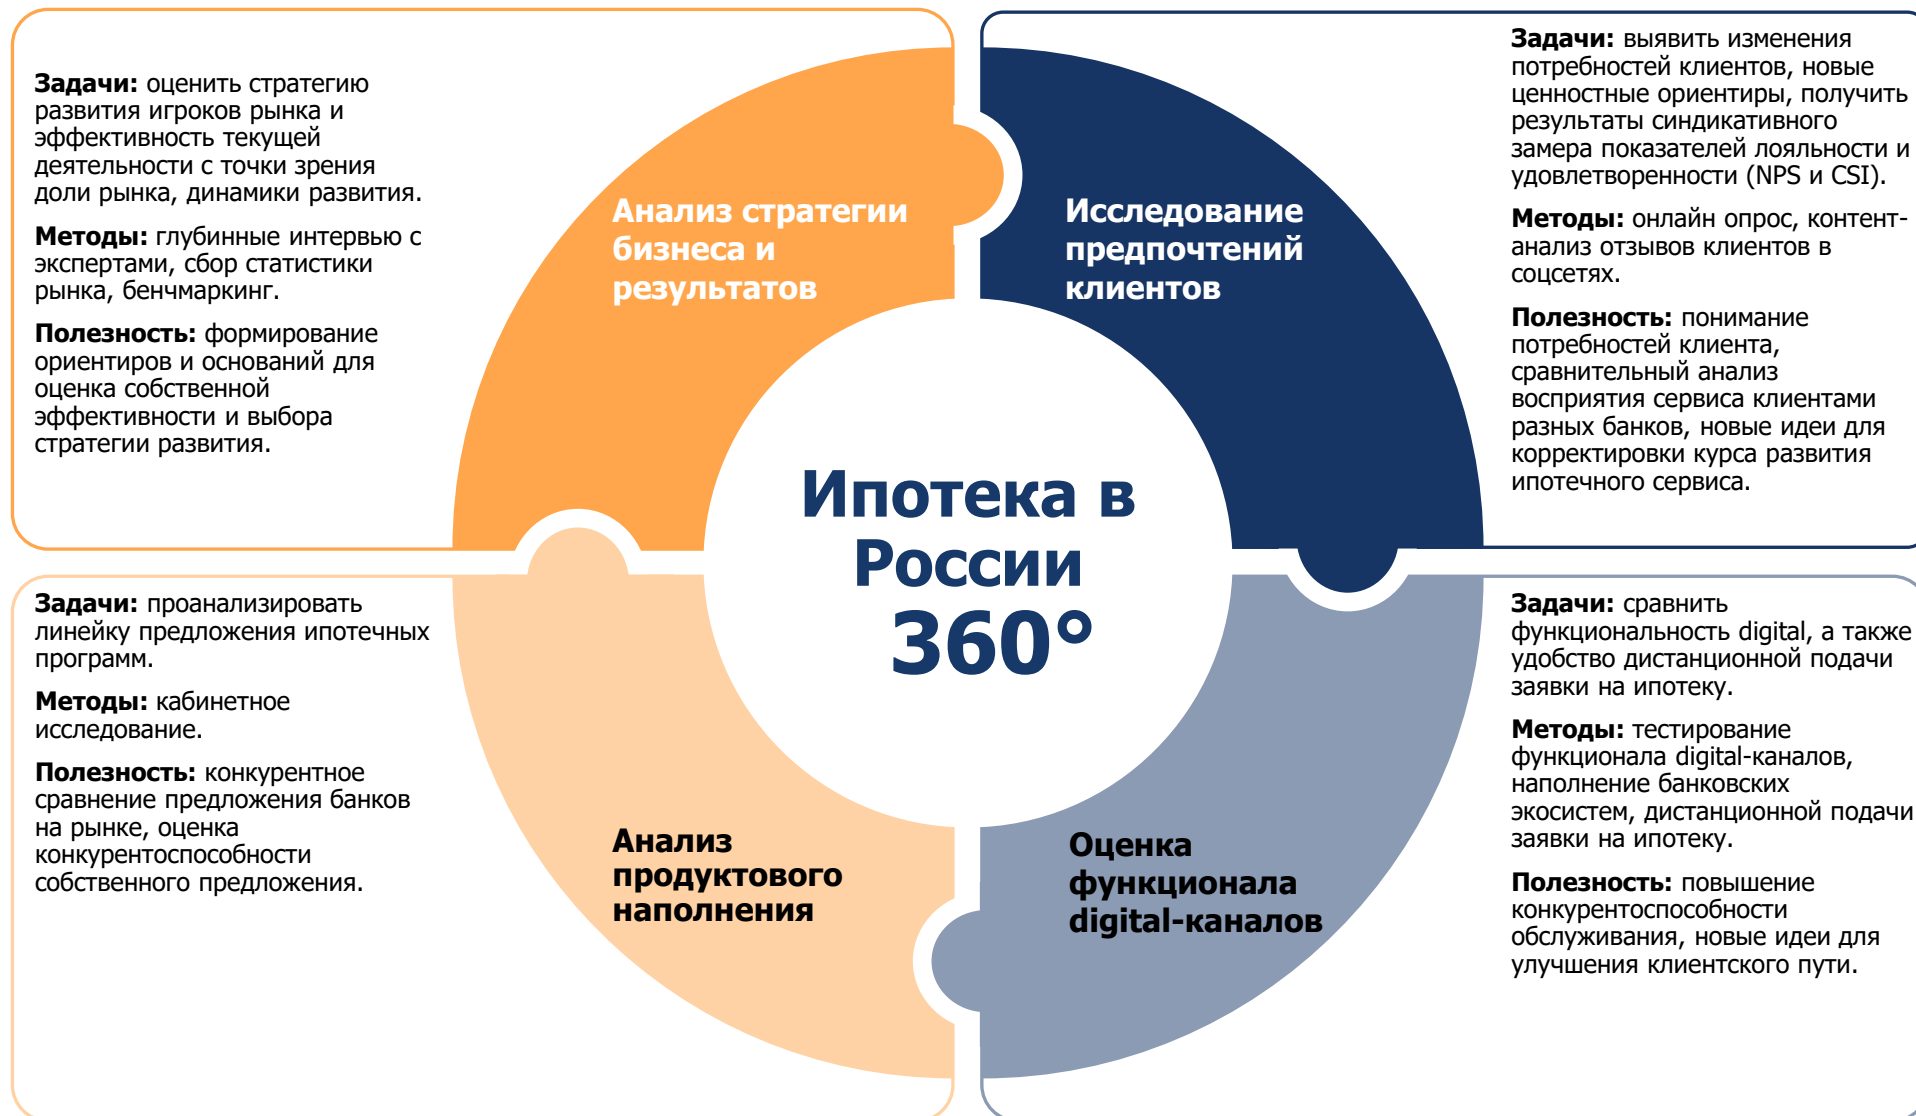 Задачи: оценить стратегию
развития игроков рынка и
эффективность текущей
деятельности с точки зрения
доли рынка, динамики развития.
Методы: глубинные интервью с
экспертами, сбор статистики
рынка, бенчмаркинг.
Полезность: формирование
ориентиров и оснований для
оценка собственной
эффективности и выбора
стратегии развития.
Анализ стратегии
бизнеса и
результатов
Исследование
предпочтений
клиентов
Задачи: выявить изменения
потребностей клиентов, новые
ценностные ориентиры, получить
результаты синдикативного
замера показателей лояльности и
удовлетворенности (NPS и CSI).
Методы: онлайн опрос, контент-
анализ отзывов клиентов в
соцсетях.
Полезность: понимание
потребностей клиента,
сравнительный анализ
восприятия сервиса клиентами
разных банков, новые идеи для
корректировки курса развития
ипотечного сервиса.
Ипотека в
России
360°
Задачи: проанализировать
линейку предложения ипотечных
программ.
Методы: кабинетное
исследование.
Полезность: конкурентное
сравнение предложения банков
на рынке, оценка
конкурентоспособности
собственного предложения.
Анализ
продуктового
наполнения
Оценка
функционала
digital-каналов
Задачи: сравнить
функциональность digital, а также
удобство дистанционной подачи
заявки на ипотеку.
Методы: тестирование
функционала digital-каналов,
наполнение банковских
экосистем, дистанционной подачи
заявки на ипотеку.
Полезность: повышение
конкурентоспособности
обслуживания, новые идеи для
улучшения клиентского пути.